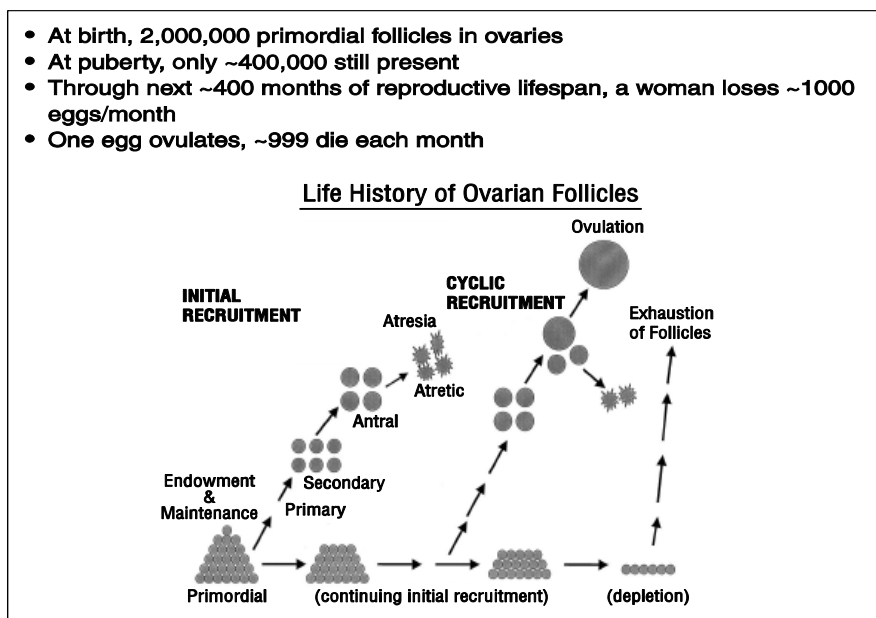 • At birth, 2,000,000 primordial follicles in ovaries
• At puberty, only ~400,000 still present
• Through next ~400 months of reproductive lifespan, a woman loses ~1000
eggs/month
• One egg ovulates, ~999 die each month
Life History of Ovarian Follicles
Ovulation
INITIAL
RECRUITMENT
CYCLIC
RECRUITMENT
Exhaustion
of Follicles
Atresia
Atretic
Antral
Endowment
&
Maintenance
Secondary
Primary
Primordial
(continuing initial recruitment)
(depletion)